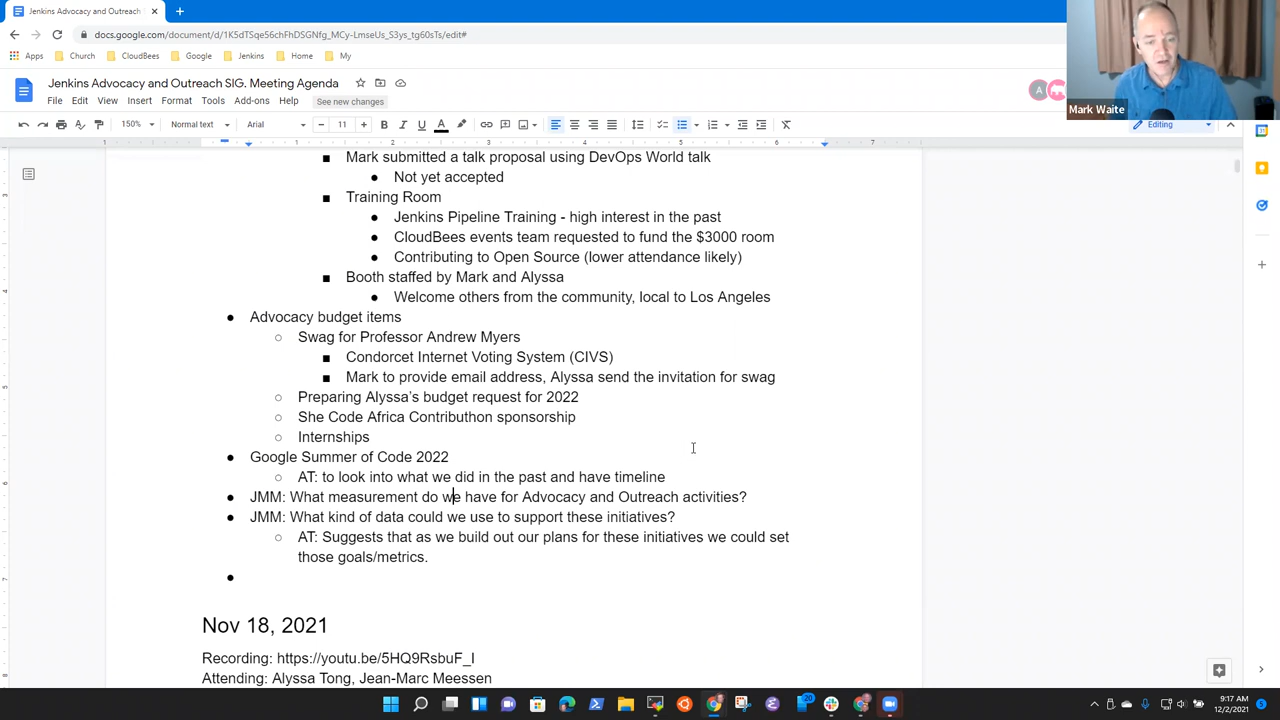 Jenkins Advocacy and Outreach
docs.google.com/document/d/1K5dTSqe56chFhDSGNfg_MCy-LmseUs_S3ys_tg60sTs/edit#
Apps Church CloudBees Google Jenkins Home My
Jenkins Advocacy and Outreach SIG. Meeting Agenda
A
File Edit View Insert Format Tools Add-ons Help See new changes
Mark Waite
150% Normal text Arial 11 Editing
1 1 2 3 4 5 6 7
Mark submitted a talk proposal using DevOps World talk
Not yet accepted
Training Room
Jenkins Pipeline Training - high interest in the past
CloudBees events team requested to fund the $3000 room
Contributing to Open Source (lower attendance likely)
Booth staffed by Mark and Alyssa
Welcome others from the community, local to Los Angeles
Advocacy budget items
Swag for Professor Andrew Myers
Condorcet Internet Voting System (CIVS)
Mark to provide email address, Alyssa send the invitation for swag
Preparing Alyssa's budget request for 2022
She Code Africa Contributhon sponsorship
Internships
Google Summer of Code 2022
AT: to look into what we did in the past and have timeline
JMM: What measurement do we have for Advocacy and Outreach activities?
JMM: What kind of data could we use to support these initiatives?
AT: Suggests that as we build out our plans for these initiatives we could set
those goals/metrics.
Nov 18, 2021
Recording: https://youtu.be/5HQ9RsbuF_I
Attending: Alyssa Tong, Jean-Marc Meessen
20
9:17 AM
12/2/2021